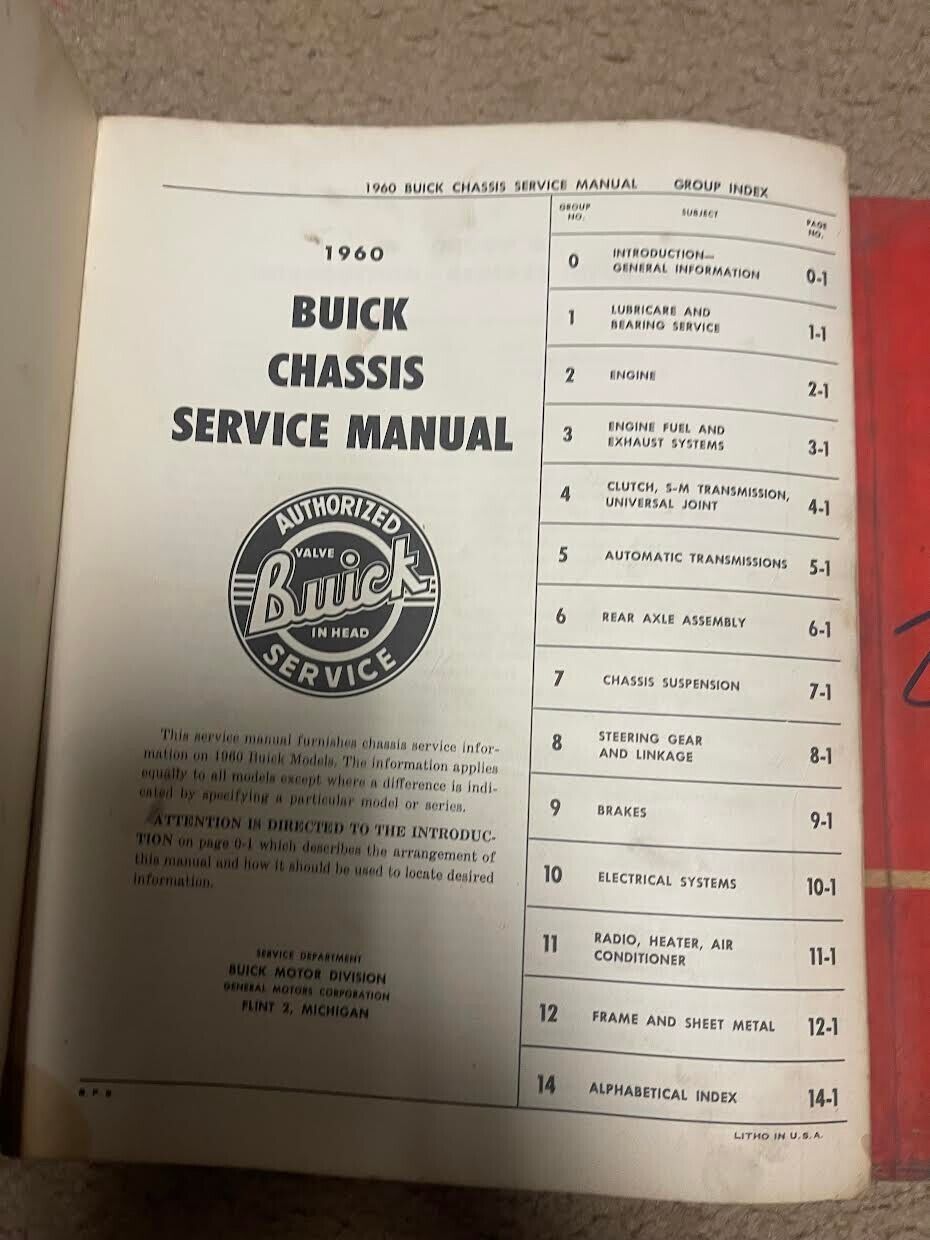 1960 BUICK CHASSIS SERVICE MANUAL GROUP INDEX
1960
BUICK
CHASSIS
SERVICE MANUAL
AUTHORIZED
VALVE
Buick
IN HEAD
SERVICE
This service manual furnishes chassis service infor-
mation on 1960 Buick Models. The information applies
equally to all models except where a difference is indi-
cated by specifying a particular model or series.
ATTENTION IS DIRECTED TO THE INTRODUC-
TION on page 0-1 which describes the arrangement of
this manual and how it should be used to locate desired
information.
SERVICE DEPARTMENT
BUICK MOTOR DIVISION
GENERAL MOTORS CORPORATION
FLINT 2, MICHIGAN
GROUP NO. SUBJECT PAGE NO.
0 INTRODUCTION—
GENERAL INFORMATION 0-1
1 LUBRICARE AND
BEARING SERVICE 1-1
2 ENGINE 2-1
3 ENGINE FUEL AND
EXHAUST SYSTEMS 3-1
4 CLUTCH, S-M TRANSMISSION,
UNIVERSAL JOINT 4-1
5 AUTOMATIC TRANSMISSIONS 5-1
6 REAR AXLE ASSEMBLY 6-1
7 CHASSIS SUSPENSION 7-1
8 STEERING GEAR
AND LINKAGE 8-1
9 BRAKES 9-1
10 ELECTRICAL SYSTEMS 10-1
11 RADIO, HEATER, AIR
CONDITIONER 11-1
12 FRAME AND SHEET METAL 12-1
14 ALPHABETICAL INDEX 14-1
LITHO IN U.S.A.